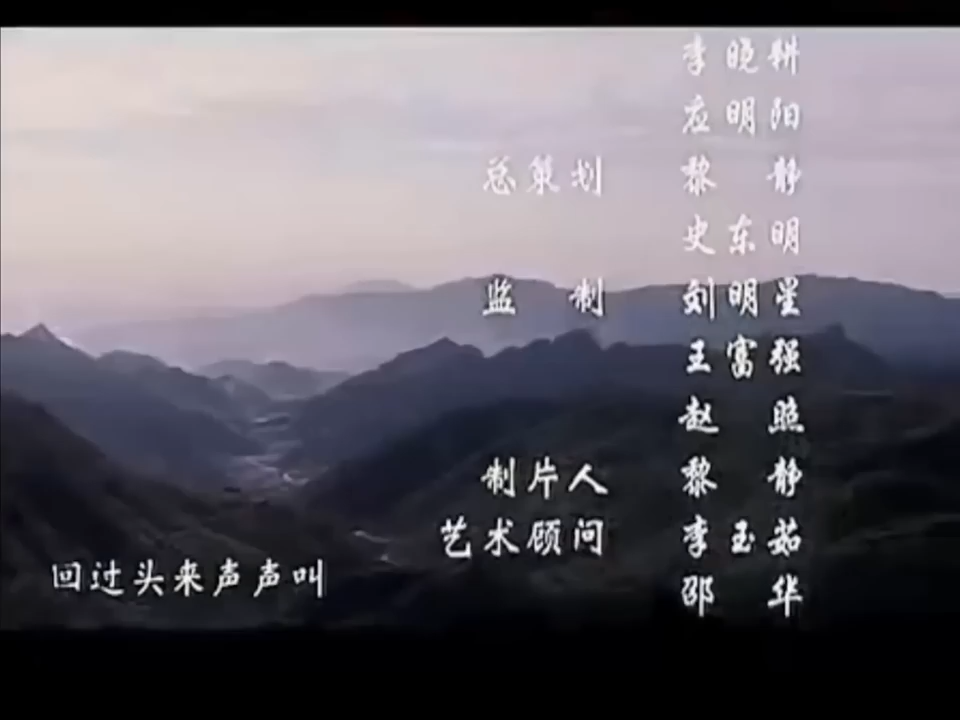 李晚耕
应明阳
总策划 黎静
史东明
监制 刘明星
王富强
赵照
制片人 黎静
艺术顾问 李玉茹
邵华
回过头来声声叫